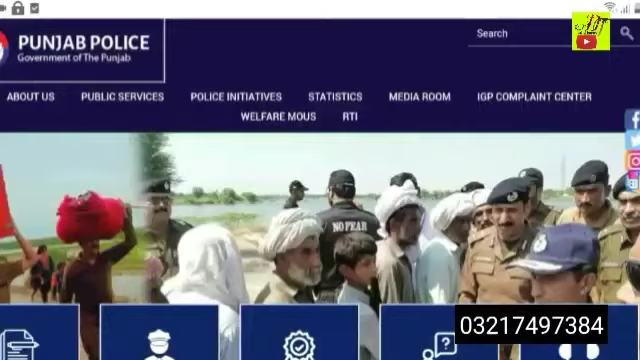 PUNJAB POLICE
Government of The Punjab
Search
ABOUT US
PUBLIC SERVICES
POLICE INITIATIVES
STATISTICS
MEDIA ROOM
IGP COMPLAINT CENTER
WELFARE MOUS
RTI
NO FEAR
03217497384